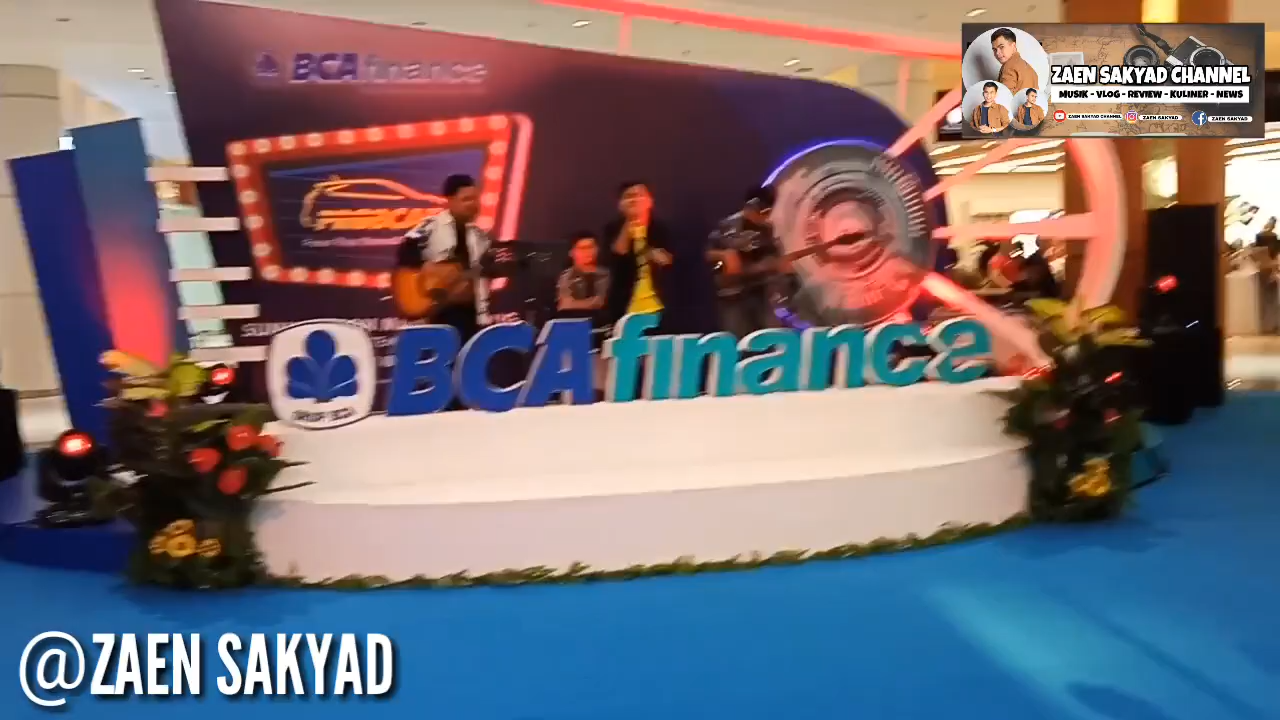 BCA finance
ZAEN SAKYAD CHANNEL
MUSIK - VLOG - REVIEW - KULINER - NEWS
ZAEN SAKYAD CHANNEL ZAEN SAKYAD ZAEN SAKYAD
BCA finance
@ZAEN SAKYAD